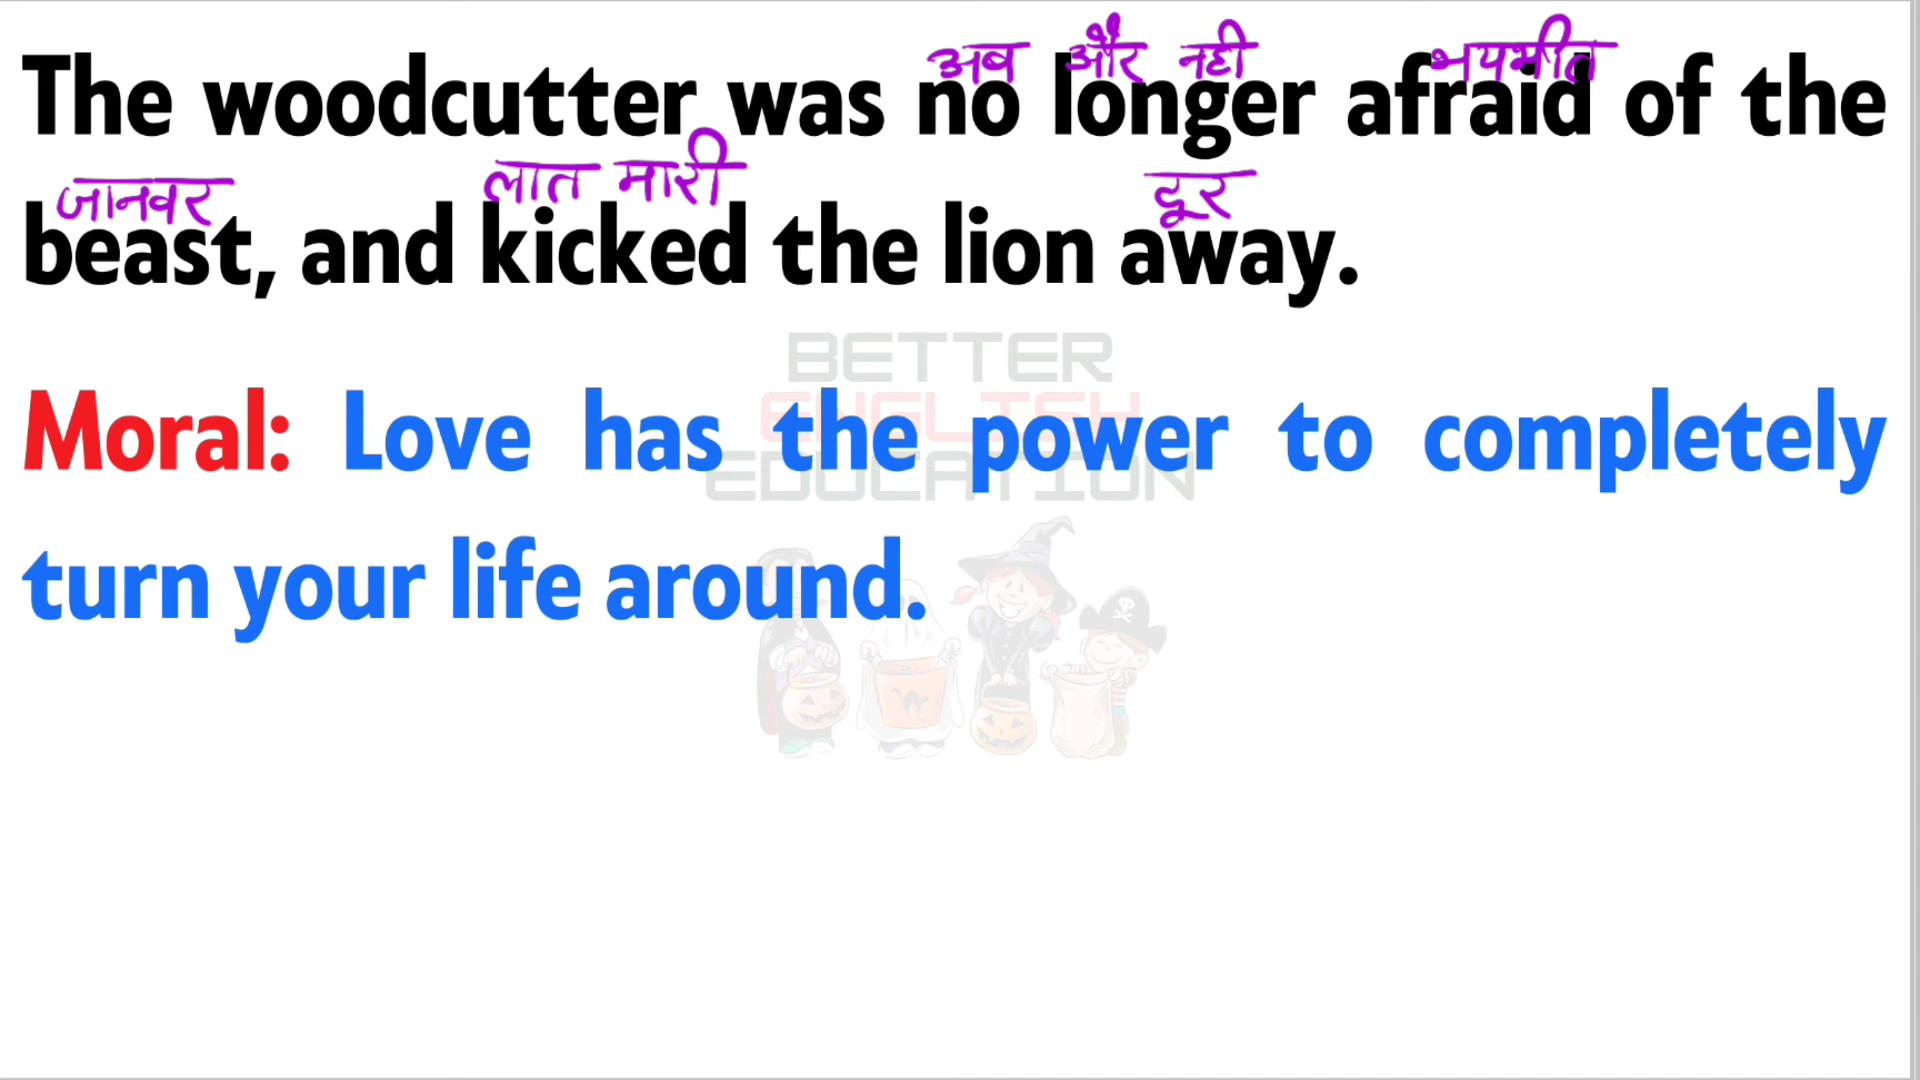 अब और नही भयभीत
The woodcutter was no longer afraid of the
जानवर लात मारी दूर
beast, and kicked the lion away.
BETTER
ENGLISH
EDUCATION
Moral: Love has the power to completely
turn your life around.